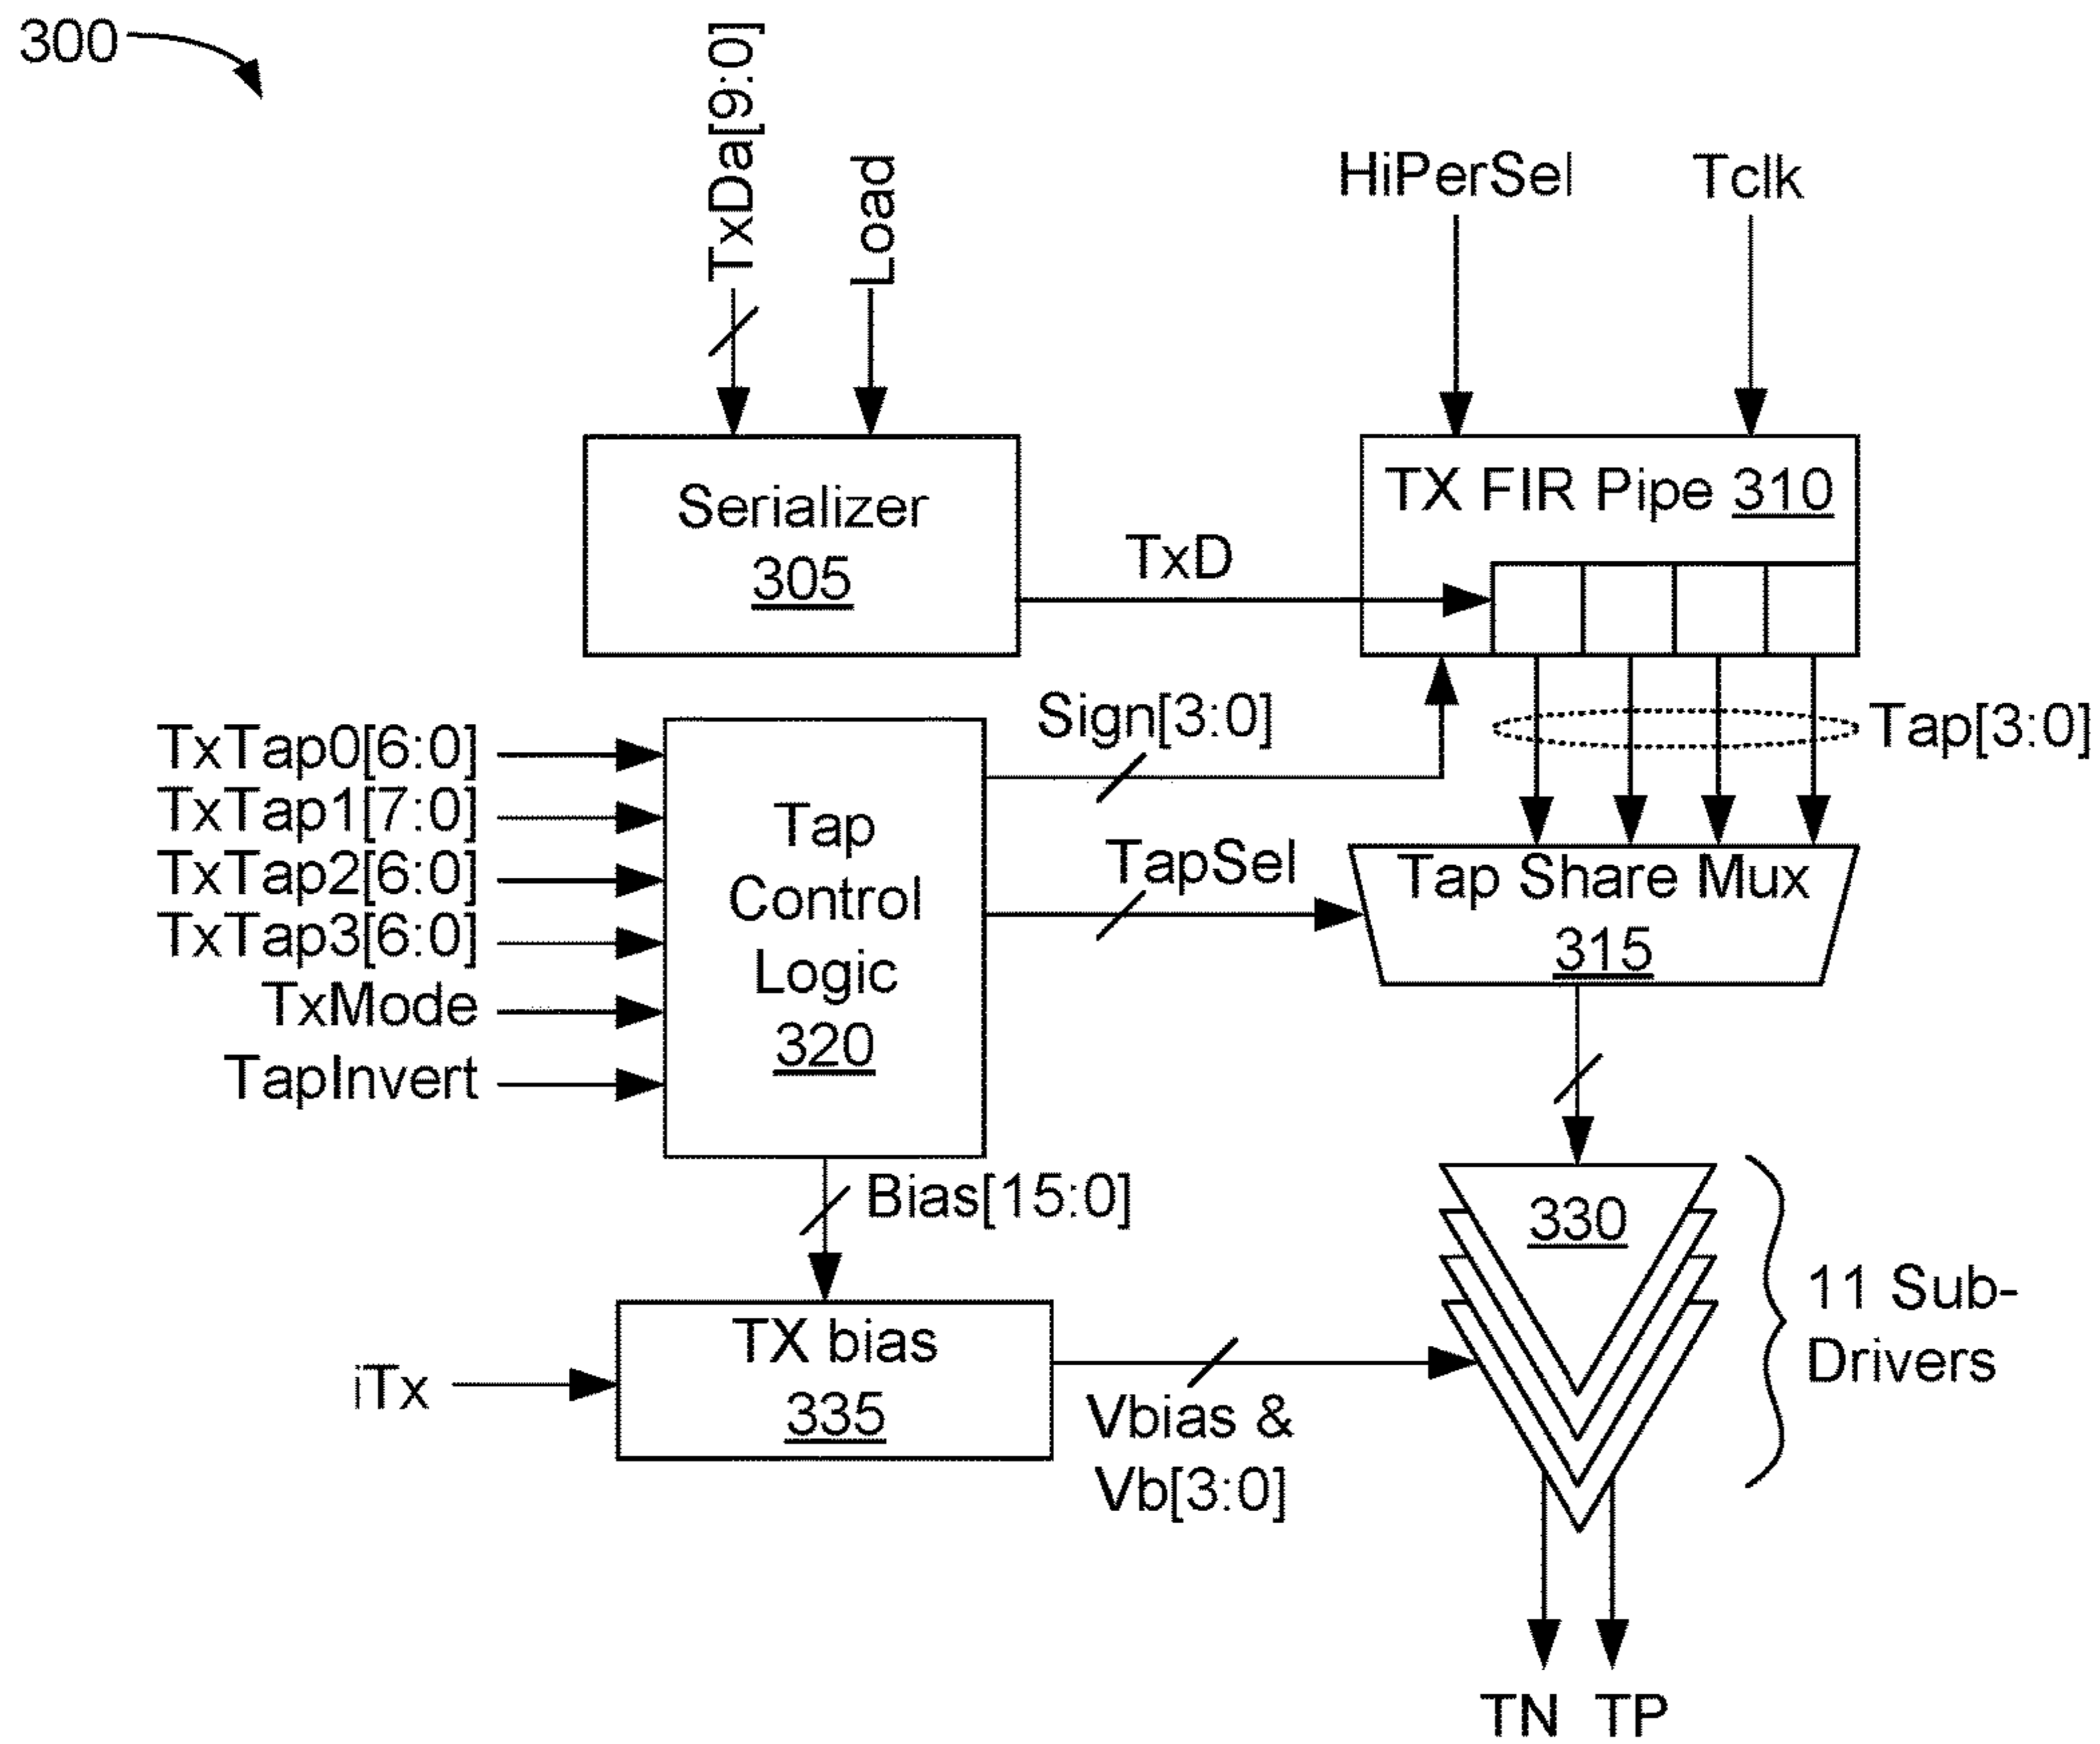 300
TxDa[9:0]
Load
HiPerSel
Tclk
Serializer
305
TX FIR Pipe 310
TxD
TxTap0[6:0]
TxTap1[7:0]
TxTap2[6:0]
TxTap3[6:0]
TxMode
TapInvert
Tap
Control
Logic
320
Sign[3:0]
TapSel
Tap[3:0]
Tap Share Mux
315
Bias[15:0]
330
11 Sub-
Drivers
iTx
TX bias
335
Vbias &
Vb[3:0]
TN
TP